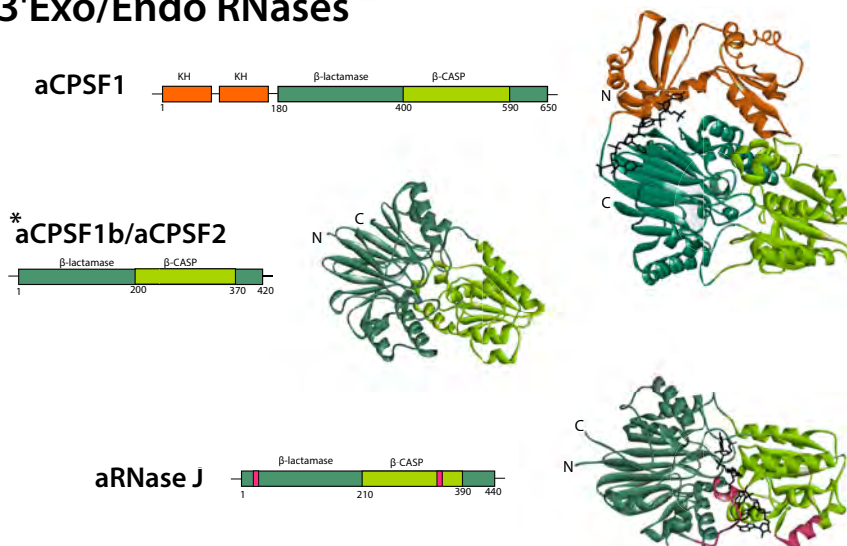 3'Exo/Endo RNases
aCPSF1
KH KH β-lactamase β-CASP
1 180 400 590 650
N
C
*aCPSF1b/aCPSF2
β-lactamase β-CASP
1 200 370 420
N C
aRNase J
β-lactamase β-CASP
1 210 390 440
C
N